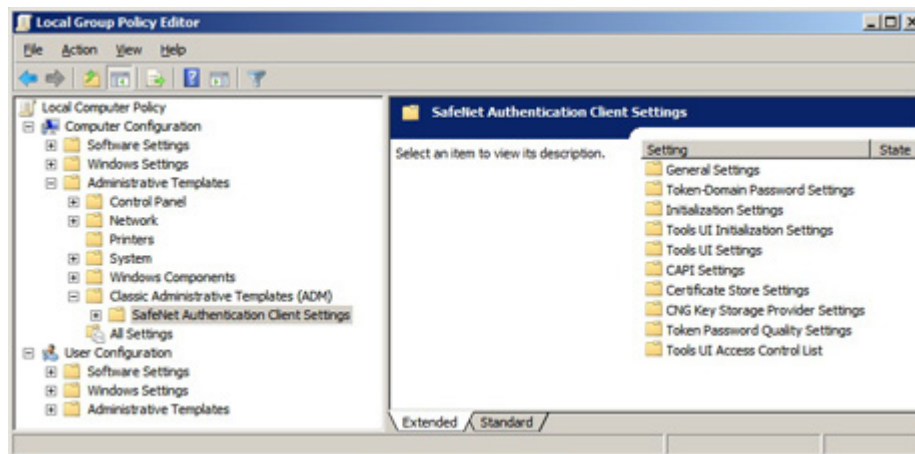 Local Group Policy Editor
File Action View Help
Local Computer Policy
Computer Configuration
Software Settings
Windows Settings
Administrative Templates
Control Panel
Network
Printers
System
Windows Components
Classic Administrative Templates (ADM)
SafeNet Authentication Client Settings
All Settings
User Configuration
Software Settings
Windows Settings
Administrative Templates
SafeNet Authentication Client Settings
Select an item to view its description.
Setting State
General Settings
Token-Domain Password Settings
Initialization Settings
Tools UI Initialization Settings
Tools UI Settings
CAPI Settings
Certificate Store Settings
CNG Key Storage Provider Settings
Token Password Quality Settings
Tools UI Access Control List
Extended Standard